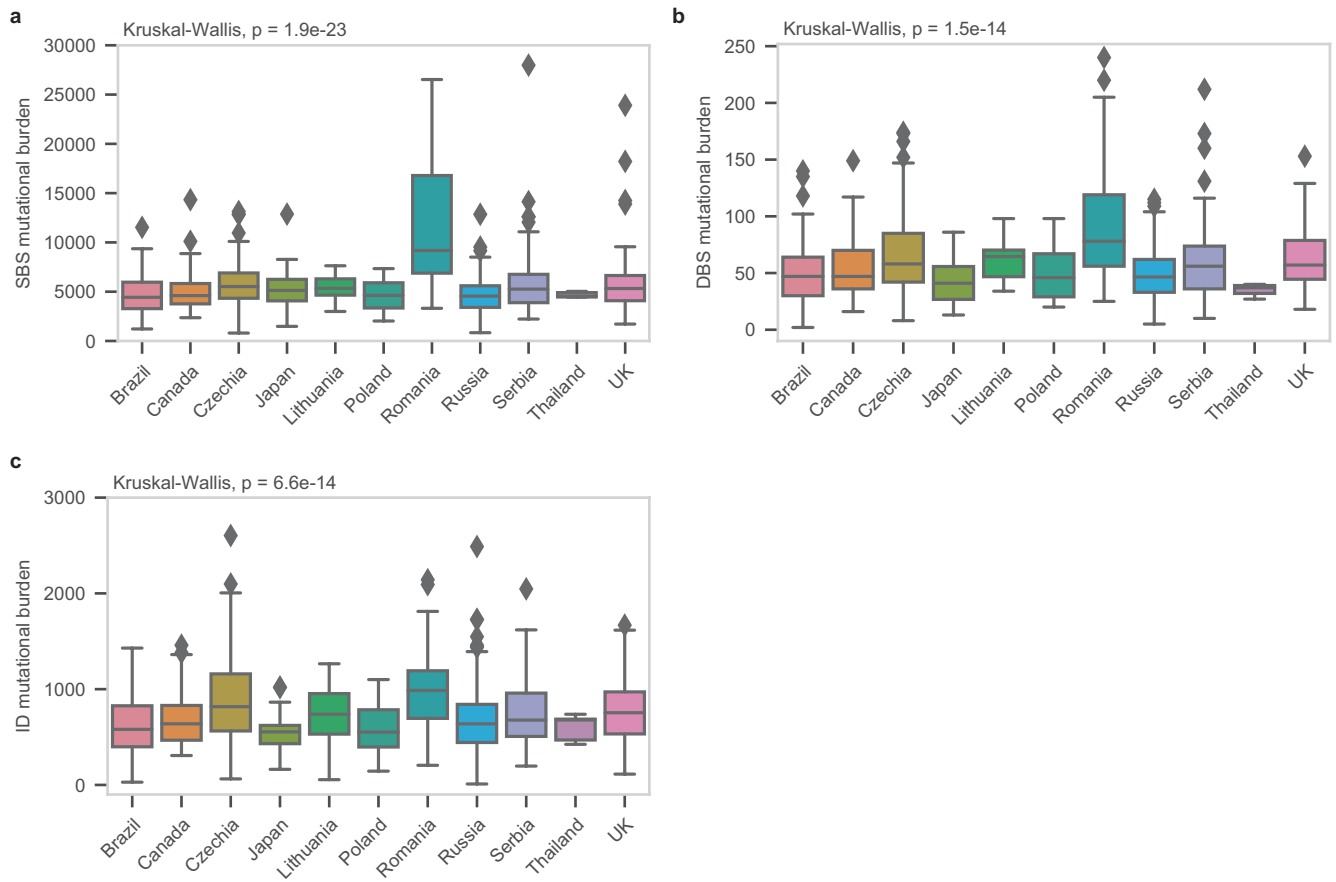 a
Kruskal-Wallis, p = 1.9e-23
SBS mutational burden
30000
25000
20000
15000
10000
5000
0
Brazil
Canada
Czechia
Japan
Lithuania
Poland
Romania
Russia
Serbia
Thailand
UK
b
Kruskal-Wallis, p = 1.5e-14
DBS mutational burden
250
200
150
100
50
0
Brazil
Canada
Czechia
Japan
Lithuania
Poland
Romania
Russia
Serbia
Thailand
UK
c
Kruskal-Wallis, p = 6.6e-14
ID mutational burden
3000
2000
1000
0
Brazil
Canada
Czechia
Japan
Lithuania
Poland
Romania
Russia
Serbia
Thailand
UK